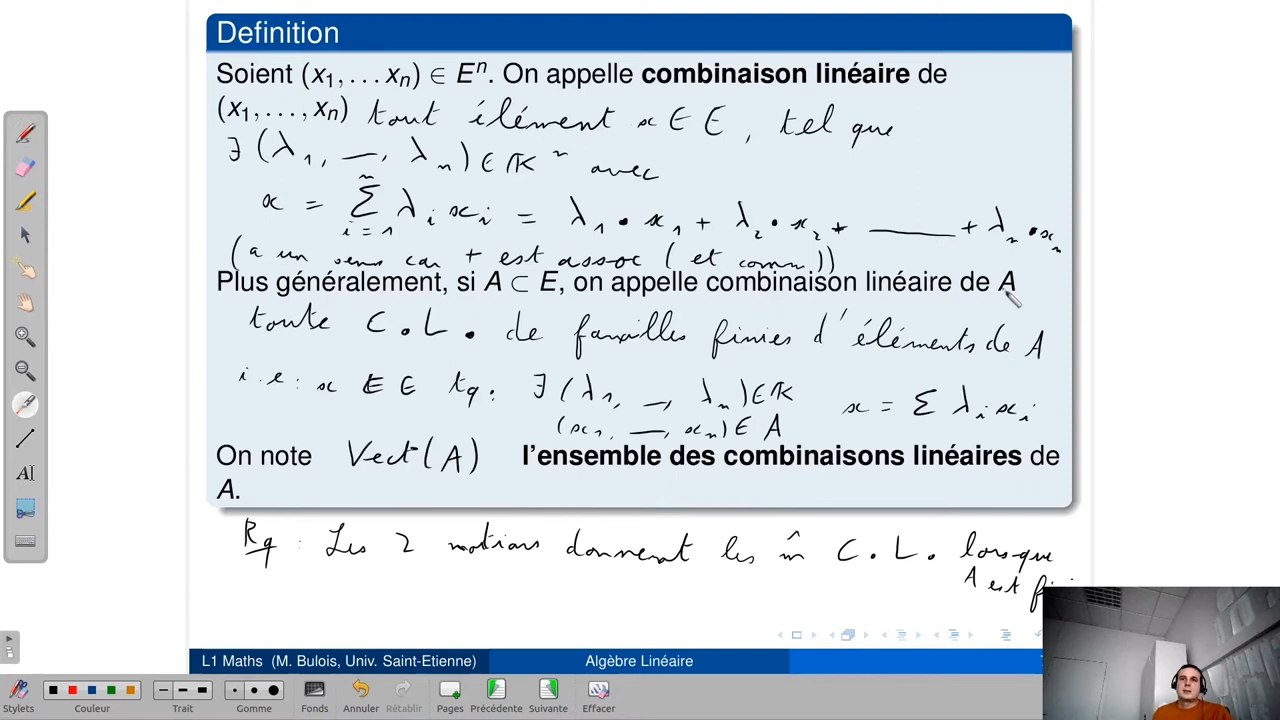 Definition
Soient (x₁, … xₙ) ∈ Eⁿ. On appelle combinaison linéaire de
(x₁, …, xₙ) tout élément x ∈ E, tel que
∃ (λ₁, —, λₙ) ∈ 𝕂ⁿ avec
x = Σⁿᵢ₌₁ λᵢ xᵢ = λ₁ • x₁ + λ₂ • x₂ + ——— + λₙ • xₙ
(a un sens car + est assoc (et comm))
Plus généralement, si A ⊂ E, on appelle combinaison linéaire de A
toute C.L. de familles finies d'éléments de A
i.e: x ∈ E tq. ∃ (λ₁, —, λₙ) ∈ 𝕂 x = Σ λᵢ xᵢ
(x₁, —, xₙ) ∈ A
On note Vect(A) l'ensemble des combinaisons linéaires de
A.
Rq : Les 2 notions donnent les m̂ C.L. lorsque
A est
L1 Maths (M. Bulois, Univ. Saint-Etienne) Algèbre Linéaire
Stylets Couleur Trait Gomme Fonds Annuler Rétablir Pages Précédente Suivante Effacer